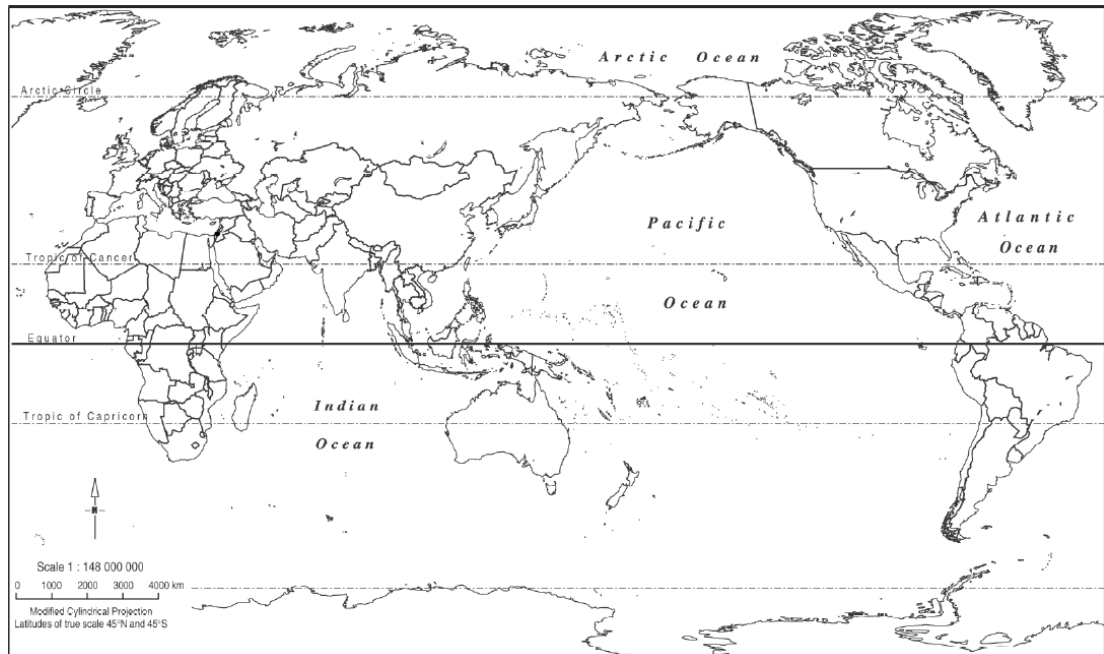 Arctic Ocean
Arctic Circle
Pacific
Atlantic
Ocean
Tropic of Cancer
Ocean
Equator
Indian
Tropic of Capricorn
Ocean
N
Scale 1 : 148 000 000
0 1000 2000 3000 4000 km
Modified Cylindrical Projection
Latitudes of true scale 45°N and 45°S